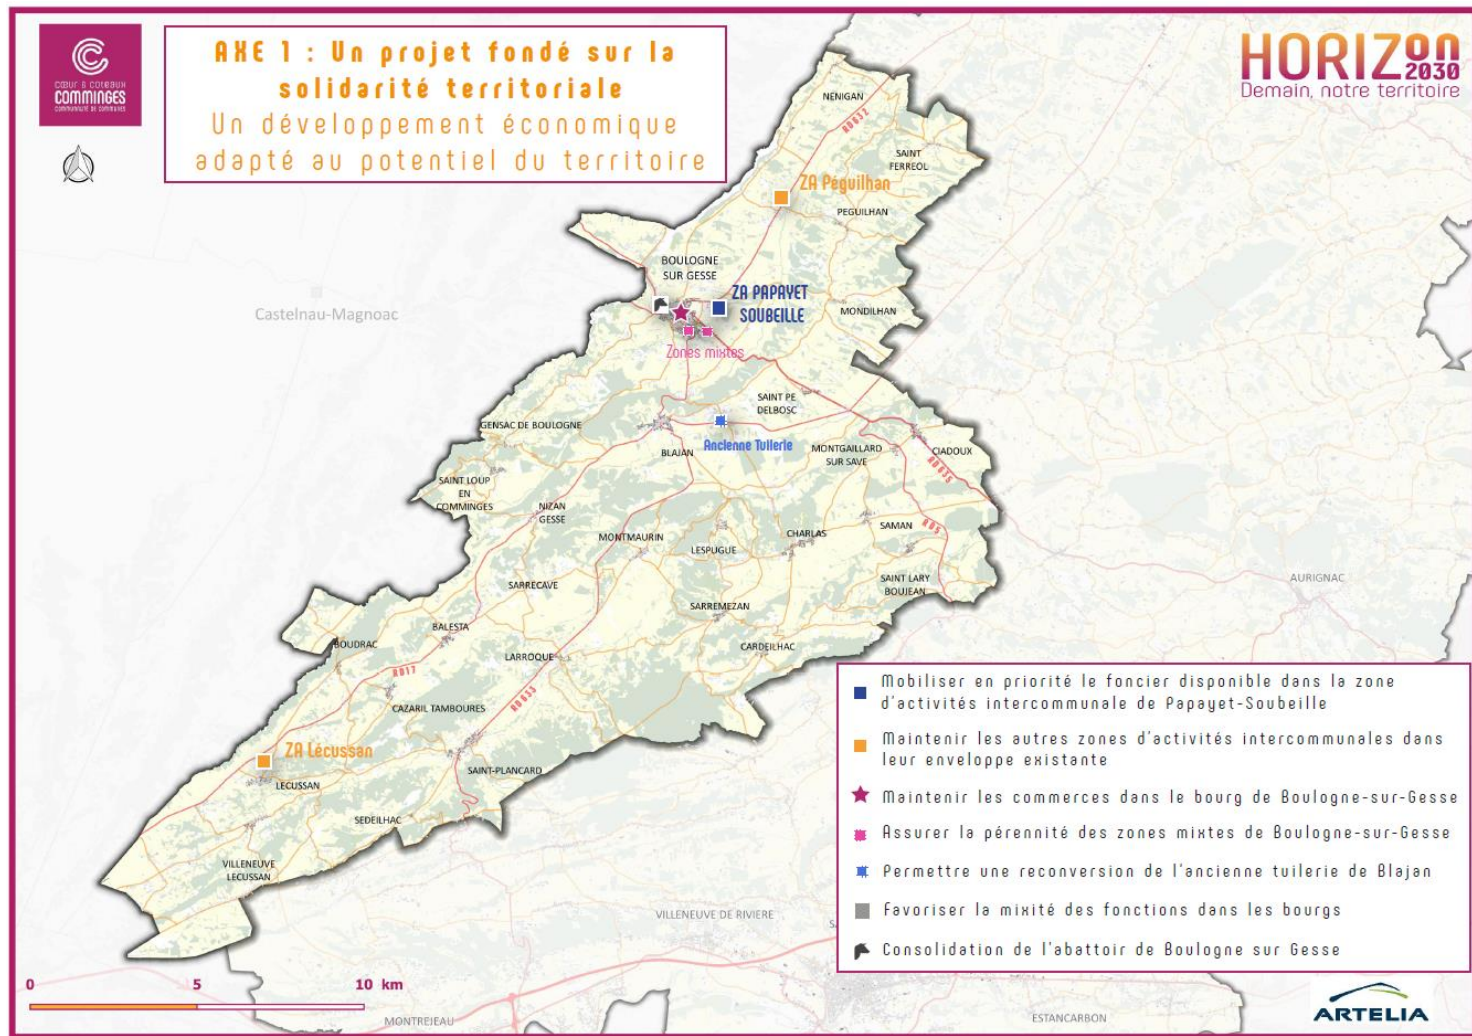 CŒUR & COTEAUX
COMMINGES
COMMUNAUTÉ DE COMMUNES
AXE 1 : Un projet fondé sur la
solidarité territoriale
Un développement économique
adapté au potentiel du territoire
HORIZON
2030
Demain, notre territoire
NENIGAN
RD632
SAINT
FERREOL
ZA Péguilhan
PEGUILHAN
BOULOGNE
SUR GESSE
ZA PAPAYET
SOUBEILLE
Castelnau-Magnoac
MONDILHAN
Zones mixtes
SAINT PE
DELBOSC
GENSAC DE BOULOGNE
Ancienne Tuilerie
BLAJAN
MONTGAILLARD
SUR SAVE
CIADOUX
RD635
SAINT LOUP
EN
COMMINGES
NIZAN
GESSE
MONTMAURIN
LESPUGUE
CHARLAS
SAMAN
RD5
SARRECAVE
SAINT LARY
BOUJEAN
AURIGNAC
SARREMEZAN
BALESTA
BOUDRAC
LARROQUE
CARDEILHAC
RD17
RD633
CAZARIL TAMBOURES
ZA Lécussan
SAINT-PLANCARD
LECUSSAN
SEDEILHAC
VILLENEUVE
LECUSSAN
Mobiliser en priorité le foncier disponible dans la zone
d'activités intercommunale de Papayet-Soubeille
Maintenir les autres zones d'activités intercommunales dans
leur enveloppe existante
Maintenir les commerces dans le bourg de Boulogne-sur-Gesse
Assurer la pérennité des zones mixtes de Boulogne-sur-Gesse
Permettre une reconversion de l'ancienne tuilerie de Blajan
Favoriser la mixité des fonctions dans les bourgs
Consolidation de l'abattoir de Boulogne sur Gesse
VILLENEUVE DE RIVIERE
0 5 10 km
MONTREJEAU
ESTANCARBON
ARTELIA